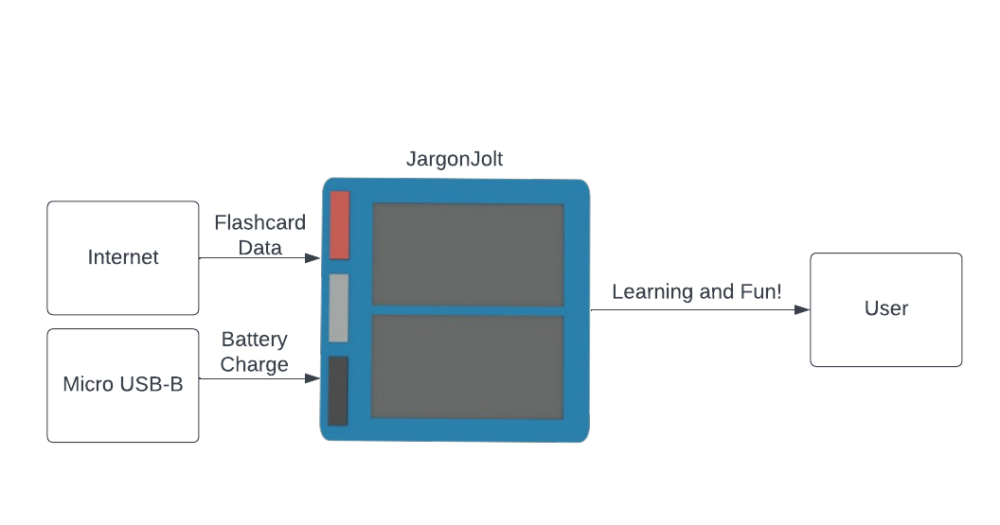 JargonJolt
Internet
Flashcard
Data
Micro USB-B
Battery
Charge
Learning and Fun!
User